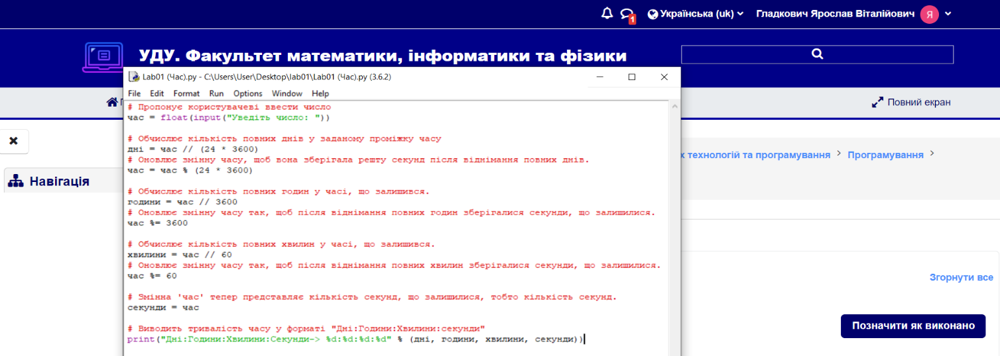 1
Українська (uk)
Гладкович Ярослав Віталійович
Я
УДУ. Факультет математики, інформатики та фізики
Lab01 (Час).py - C:\Users\User\Desktop\lab01\Lab01 (Час).py (3.6.2)
File Edit Format Run Options Window Help
Повний екран
# Пропонує користувачеві ввести число
час = float(input("Уведіть число: "))
# Обчислює кількість повних днів у заданому проміжку часу
дні = час // (24 * 3600)
# Оновлює змінну часу, щоб вона зберігала решту секунд після віднімання повних днів.
час = час % (24 * 3600)
# Обчислює кількість повних годин у часі, що залишився.
години = час // 3600
# Оновлює змінну часу так, щоб після віднімання повних годин зберігалися секунди, що залишилися.
час %= 3600
# Обчислює кількість повних хвилин у часі, що залишився.
хвилини = час // 60
# Оновлює змінну часу так, щоб після віднімання повних хвилин зберігалися секунди, що залишилися.
час %= 60
# Змінна 'час' тепер представляє кількість секунд, що залишилися, тобто кількість секунд.
секунди = час
# Виводить тривалість часу у форматі "Дні:Години:Хвилини:секунди"
print("Дні:Години:Хвилини:Секунди-> %d:%d:%d:%d" % (дні, години, хвилини, секунди))
Навігація
х технологій та програмування > Програмування >
Згорнути все
Позначити як виконано